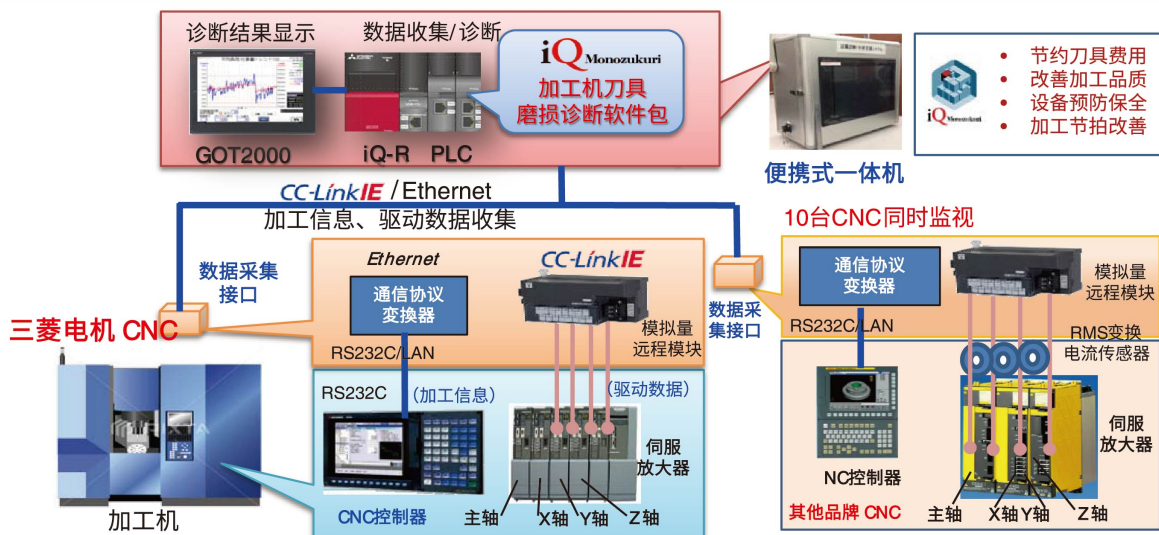 诊断结果显示
数据收集/诊断
iQ Monozukuri
加工机刀具
磨损诊断软件包
GOT2000
iQ-R PLC
便携式一体机
iQ Monozukuri
• 节约刀具费用
• 改善加工品质
• 设备预防保全
• 加工节拍改善
CC-Link IE / Ethernet
加工信息、驱动数据收集
10台CNC同时监视
数据采集
接口
Ethernet
CC-Link IE
通信协议
变换器
RS232C/LAN
模拟量
远程模块
数据采
集接口
通信协议
变换器
RS232C/LAN
模拟量
远程模块
RMS变换
电流传感器
三菱电机 CNC
加工机
RS232C
(加工信息)
(驱动数据)
伺服
放大器
CNC控制器
主轴
X轴
Y轴
Z轴
NC控制器
伺服
放大器
其他品牌 CNC
主轴
X轴
Y轴
Z轴